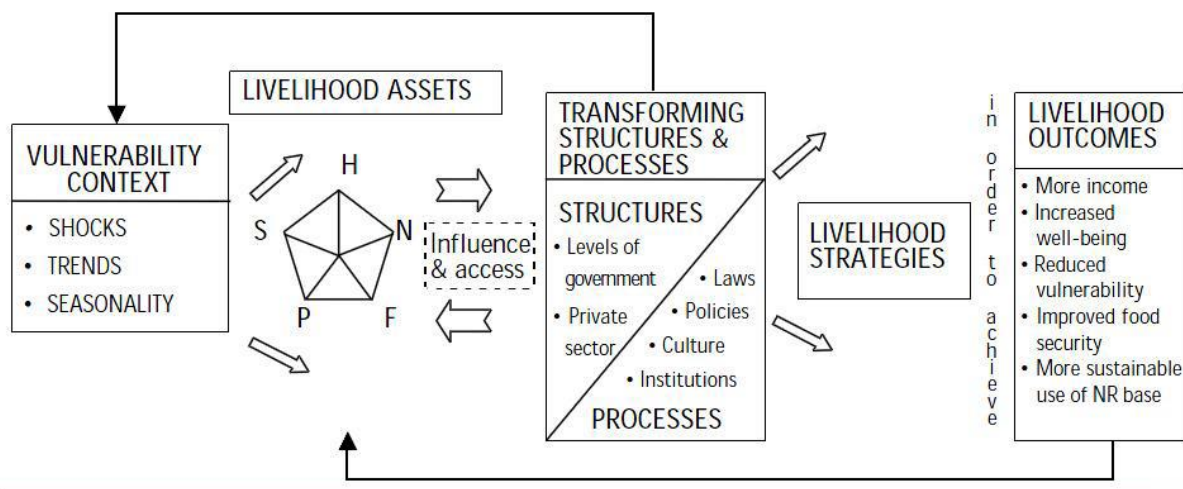 LIVELIHOOD ASSETS
VULNERABILITY
CONTEXT
• SHOCKS
• TRENDS
• SEASONALITY
H
S
N
P
F
Influence
& access
TRANSFORMING
STRUCTURES &
PROCESSES
STRUCTURES
• Levels of
government
• Private
sector
• Laws
• Policies
• Culture
• Institutions
PROCESSES
LIVELIHOOD
STRATEGIES
in order to achieve
LIVELIHOOD
OUTCOMES
• More income
• Increased
well-being
• Reduced
vulnerability
• Improved food
security
• More sustainable
use of NR base